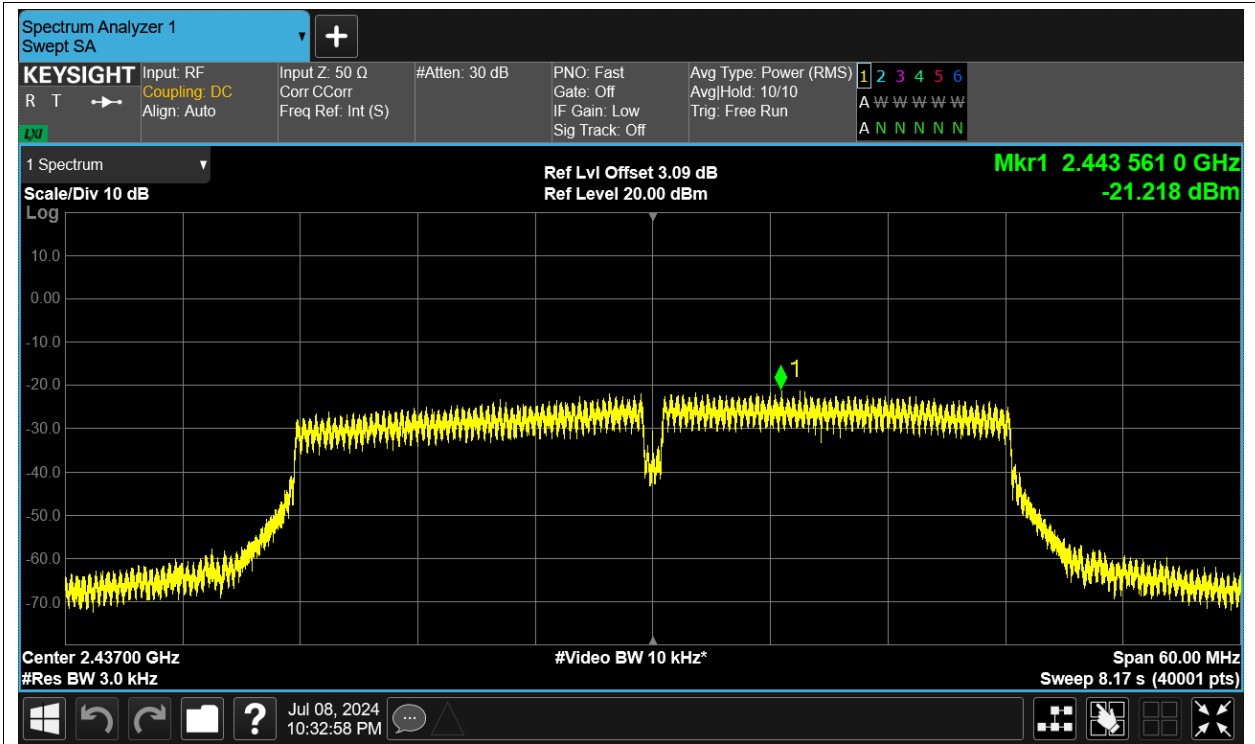 Spectrum Analyzer 1
Swept SA
KEYSIGHT
R T
LXI
Input: RF
Coupling: DC
Align: Auto
Input Z: 50 Ω
Corr CCorr
Freq Ref: Int (S)
#Atten: 30 dB
PNO: Fast
Gate: Off
IF Gain: Low
Sig Track: Off
Avg Type: Power (RMS)
Avg|Hold: 10/10
Trig: Free Run
1 2 3 4 5 6
A W W W W W
A N N N N N
1 Spectrum
Scale/Div 10 dB
Log
Ref Lvl Offset 3.09 dB
Ref Level 20.00 dBm
Mkr1 2.443 561 0 GHz
-21.218 dBm
10.0
0.00
-10.0
-20.0
-30.0
-40.0
-50.0
-60.0
-70.0
1
Center 2.43700 GHz
#Res BW 3.0 kHz
#Video BW 10 kHz*
Span 60.00 MHz
Sweep 8.17 s (40001 pts)
?
Jul 08, 2024
10:32:58 PM